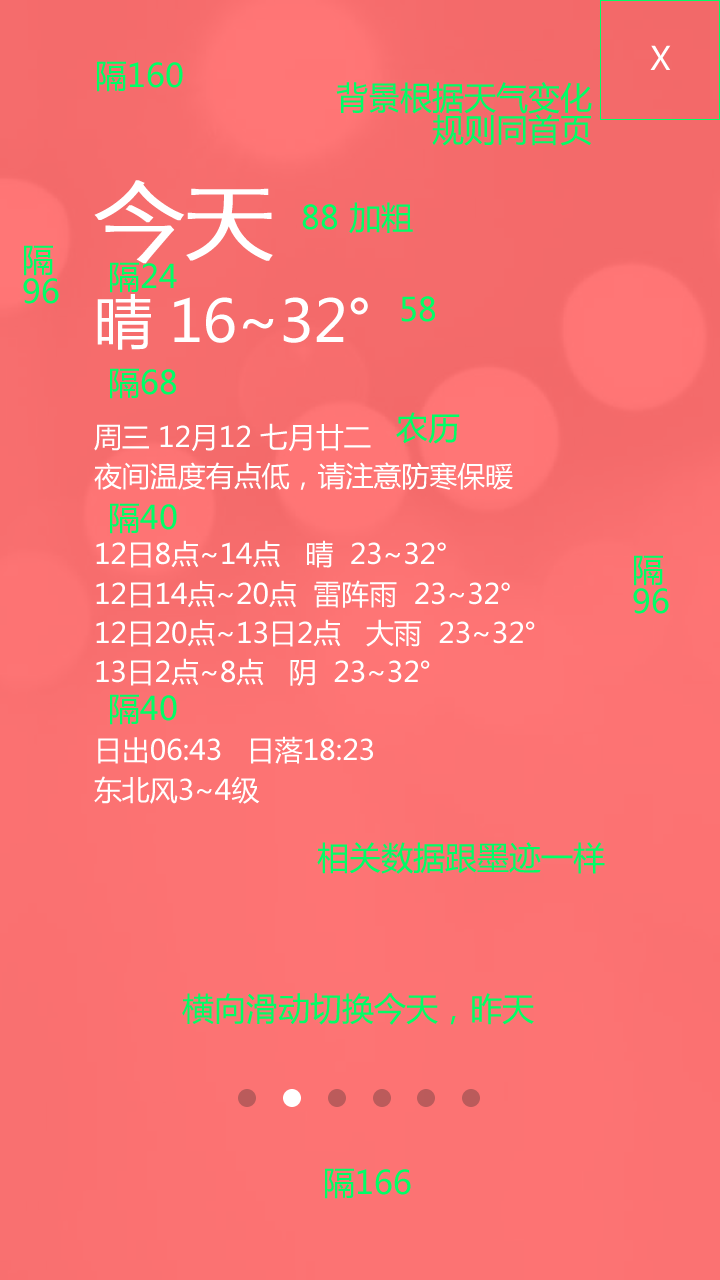 隔160
X
背景根据天气变化
规则同首页
今天
88 加粗
隔
96
隔24
晴 16~32°
58
隔68
周三 12月12 七月廿二
农历
夜间温度有点低，请注意防寒保暖
隔40
12日8点~14点 晴 23~32°
12日14点~20点 雷阵雨 23~32°
隔
96
12日20点~13日2点 大雨 23~32°
13日2点~8点 阴 23~32°
隔40
日出06:43 日落18:23
东北风3~4级
相关数据跟墨迹一样
横向滑动切换今天，昨天
隔166